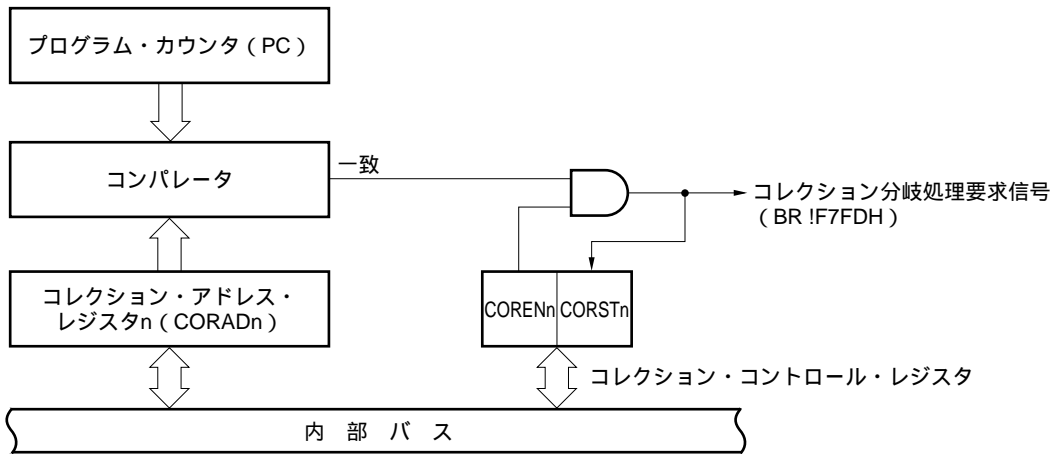 プログラム・カウンタ（PC）
コンパレータ
一致
コレクション分岐処理要求信号
（BR !F7FDH）
コレクション・アドレス・
レジスタn（CORADn）
CORENn
CORSTn
コレクション・コントロール・レジスタ
内 部 バ ス